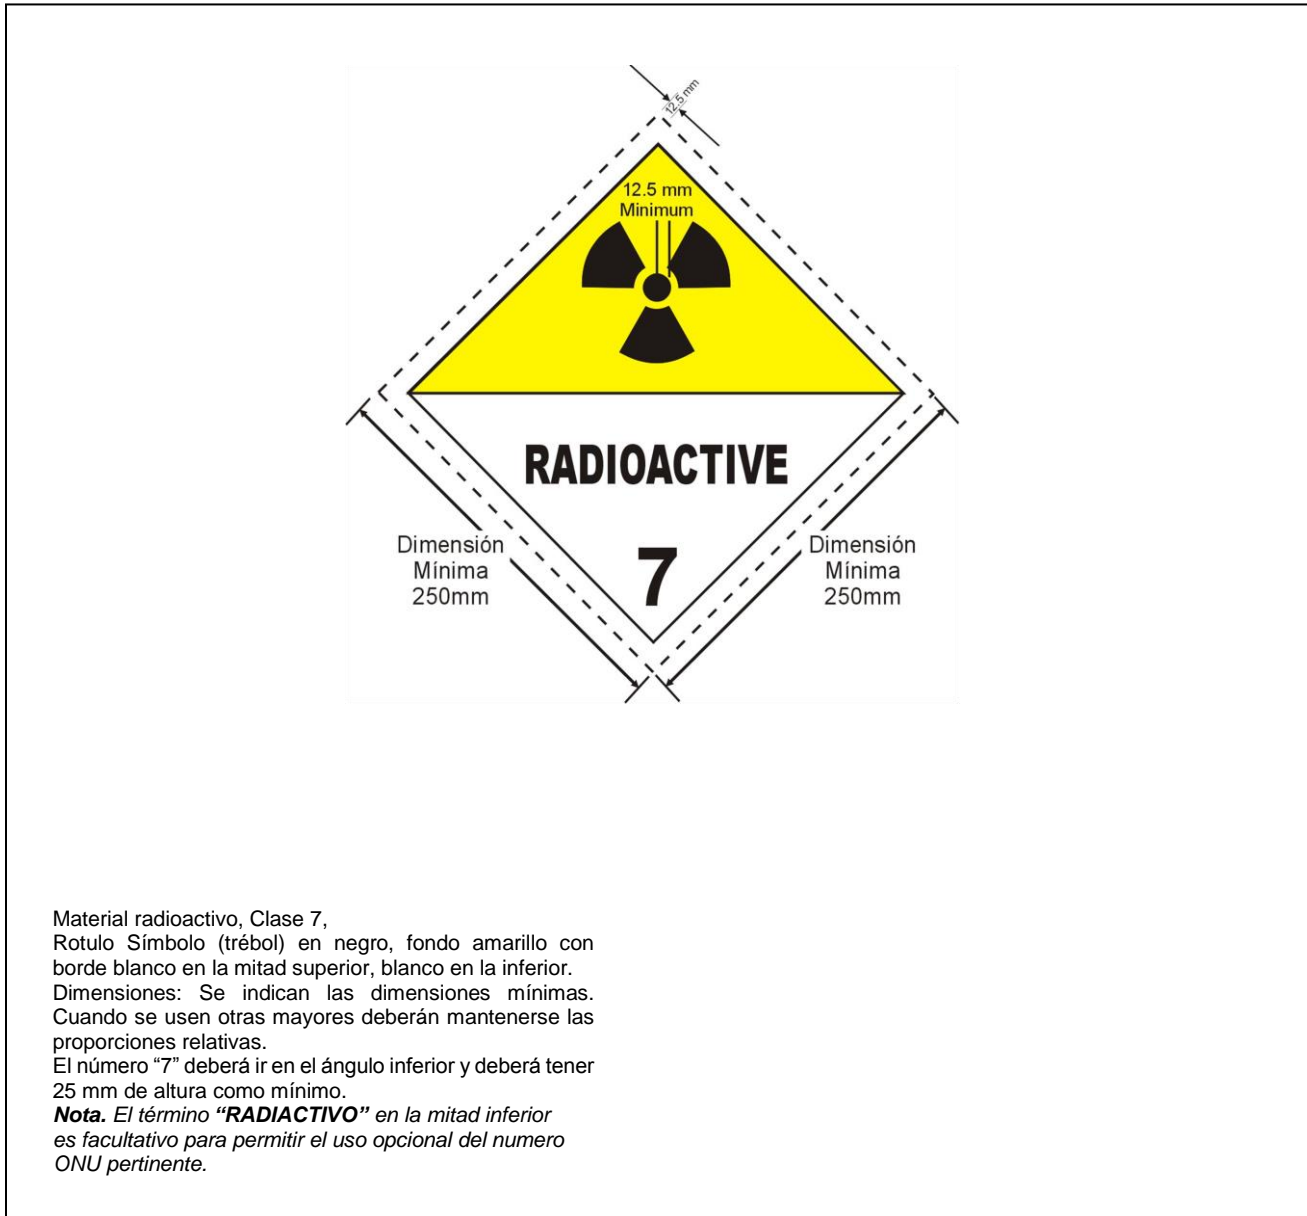 12.5 mm
12.5 mm
Minimum
RADIOACTIVE
7
Dimensión
Mínima
250mm
Dimensión
Mínima
250mm
Material radioactivo, Clase 7,
Rotulo Símbolo (trébol) en negro, fondo amarillo con
borde blanco en la mitad superior, blanco en la inferior.
Dimensiones: Se indican las dimensiones mínimas.
Cuando se usen otras mayores deberán mantenerse las
proporciones relativas.
El número “7” deberá ir en el ángulo inferior y deberá tener
25 mm de altura como mínimo.
Nota. El término “RADIACTIVO” en la mitad inferior
es facultativo para permitir el uso opcional del numero
ONU pertinente.